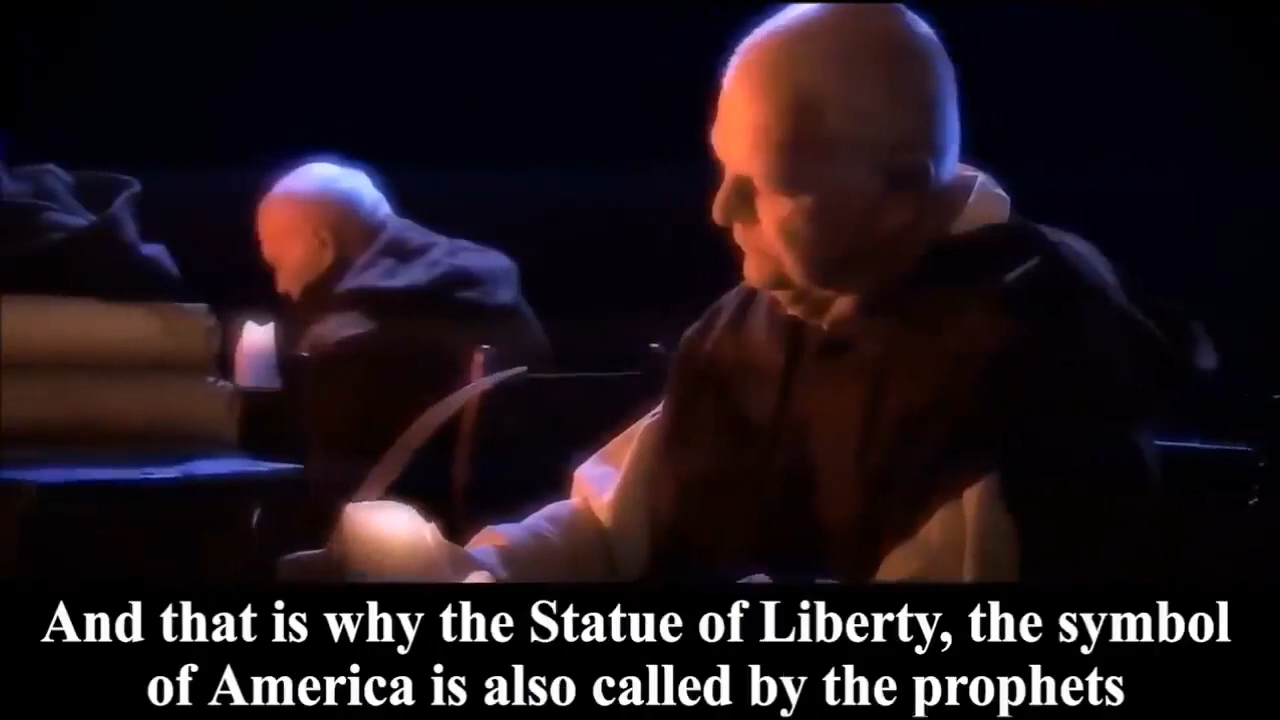 And that is why the Statue of Liberty, the symbol
of America is also called by the prophets